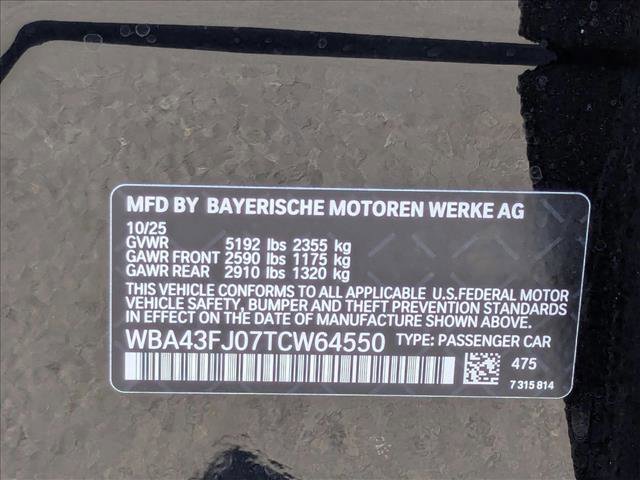 MFD BY BAYERISCHE MOTOREN WERKE AG
10/25
GVWR 5192 lbs 2355 kg
GAWR FRONT 2590 lbs 1175 kg
GAWR REAR 2910 lbs 1320 kg
THIS VEHICLE CONFORMS TO ALL APPLICABLE U.S.FEDERAL MOTOR
VEHICLE SAFETY, BUMPER AND THEFT PREVENTION STANDARDS
IN EFFECT ON THE DATE OF MANUFACTURE SHOWN ABOVE.
WBA43FJ07TCW64550 TYPE: PASSENGER CAR
475
7 315 814